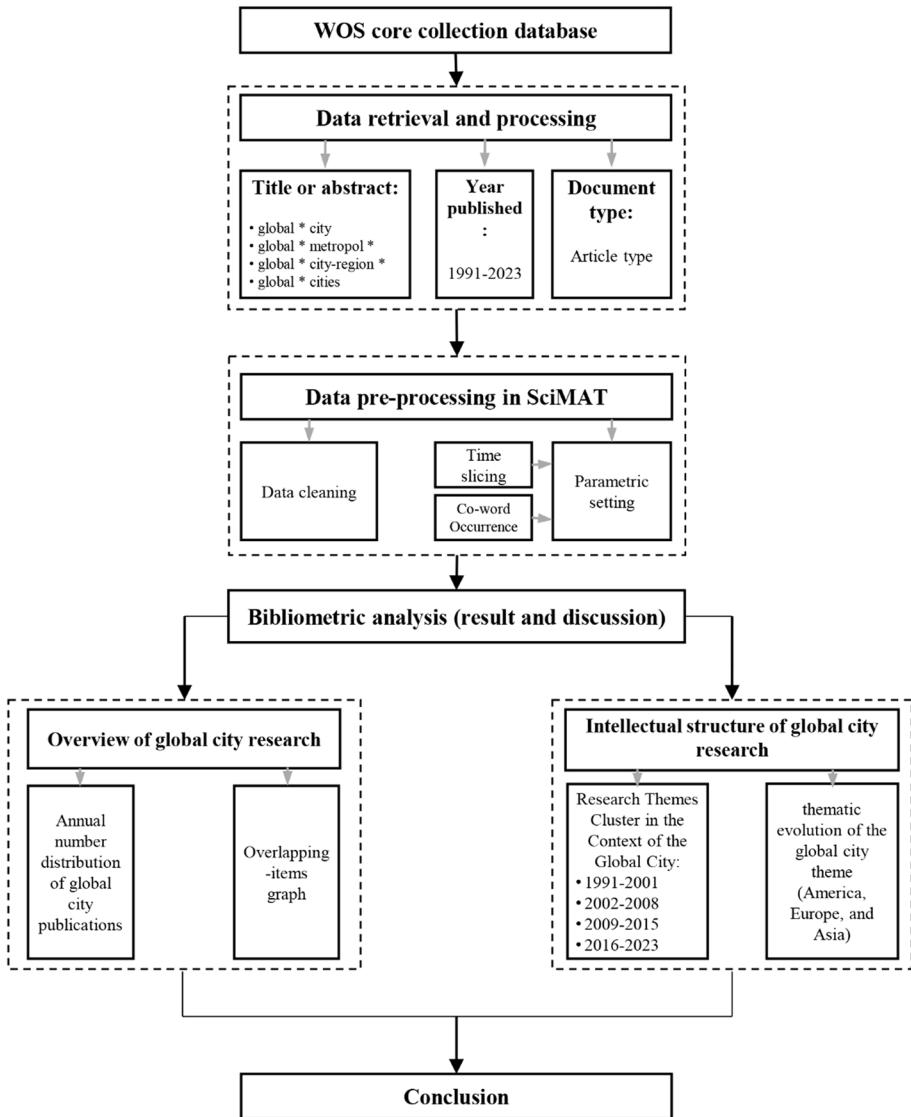 WOS core collection database
Data retrieval and processing
Title or abstract:
• global * city
• global * metropol *
• global * city-region *
• global * cities
Year
published
:
1991-2023
Document
type:
Article type
Data pre-processing in SciMAT
Data cleaning
Time
slicing
Co-word
Occurrence
Parametric
setting
Bibliometric analysis (result and discussion)
Overview of global city research
Annual
number
distribution
of global
city
publications
Overlapping
-items
graph
Intellectual structure of global city
research
Research Themes
Cluster in the
Context of the
Global City:
• 1991-2001
• 2002-2008
• 2009-2015
• 2016-2023
thematic
evolution of the
global city
theme
(America,
Europe, and
Asia)
Conclusion